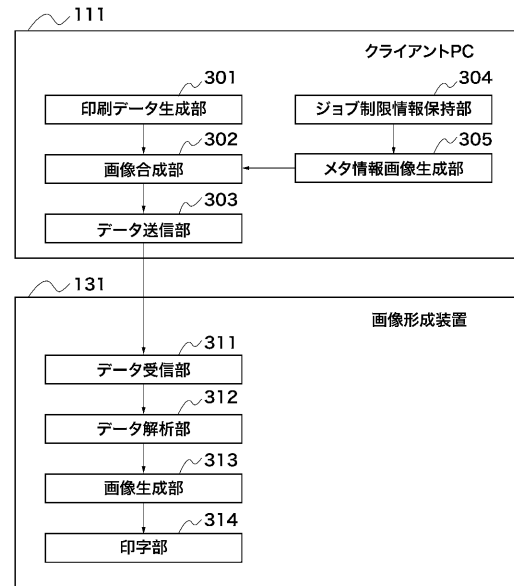 111
クライアントPC
301
304
印刷データ生成部
ジョブ制限情報保持部
302
305
画像合成部
メタ情報画像生成部
303
データ送信部
131
画像形成装置
311
データ受信部
312
データ解析部
313
画像生成部
314
印字部